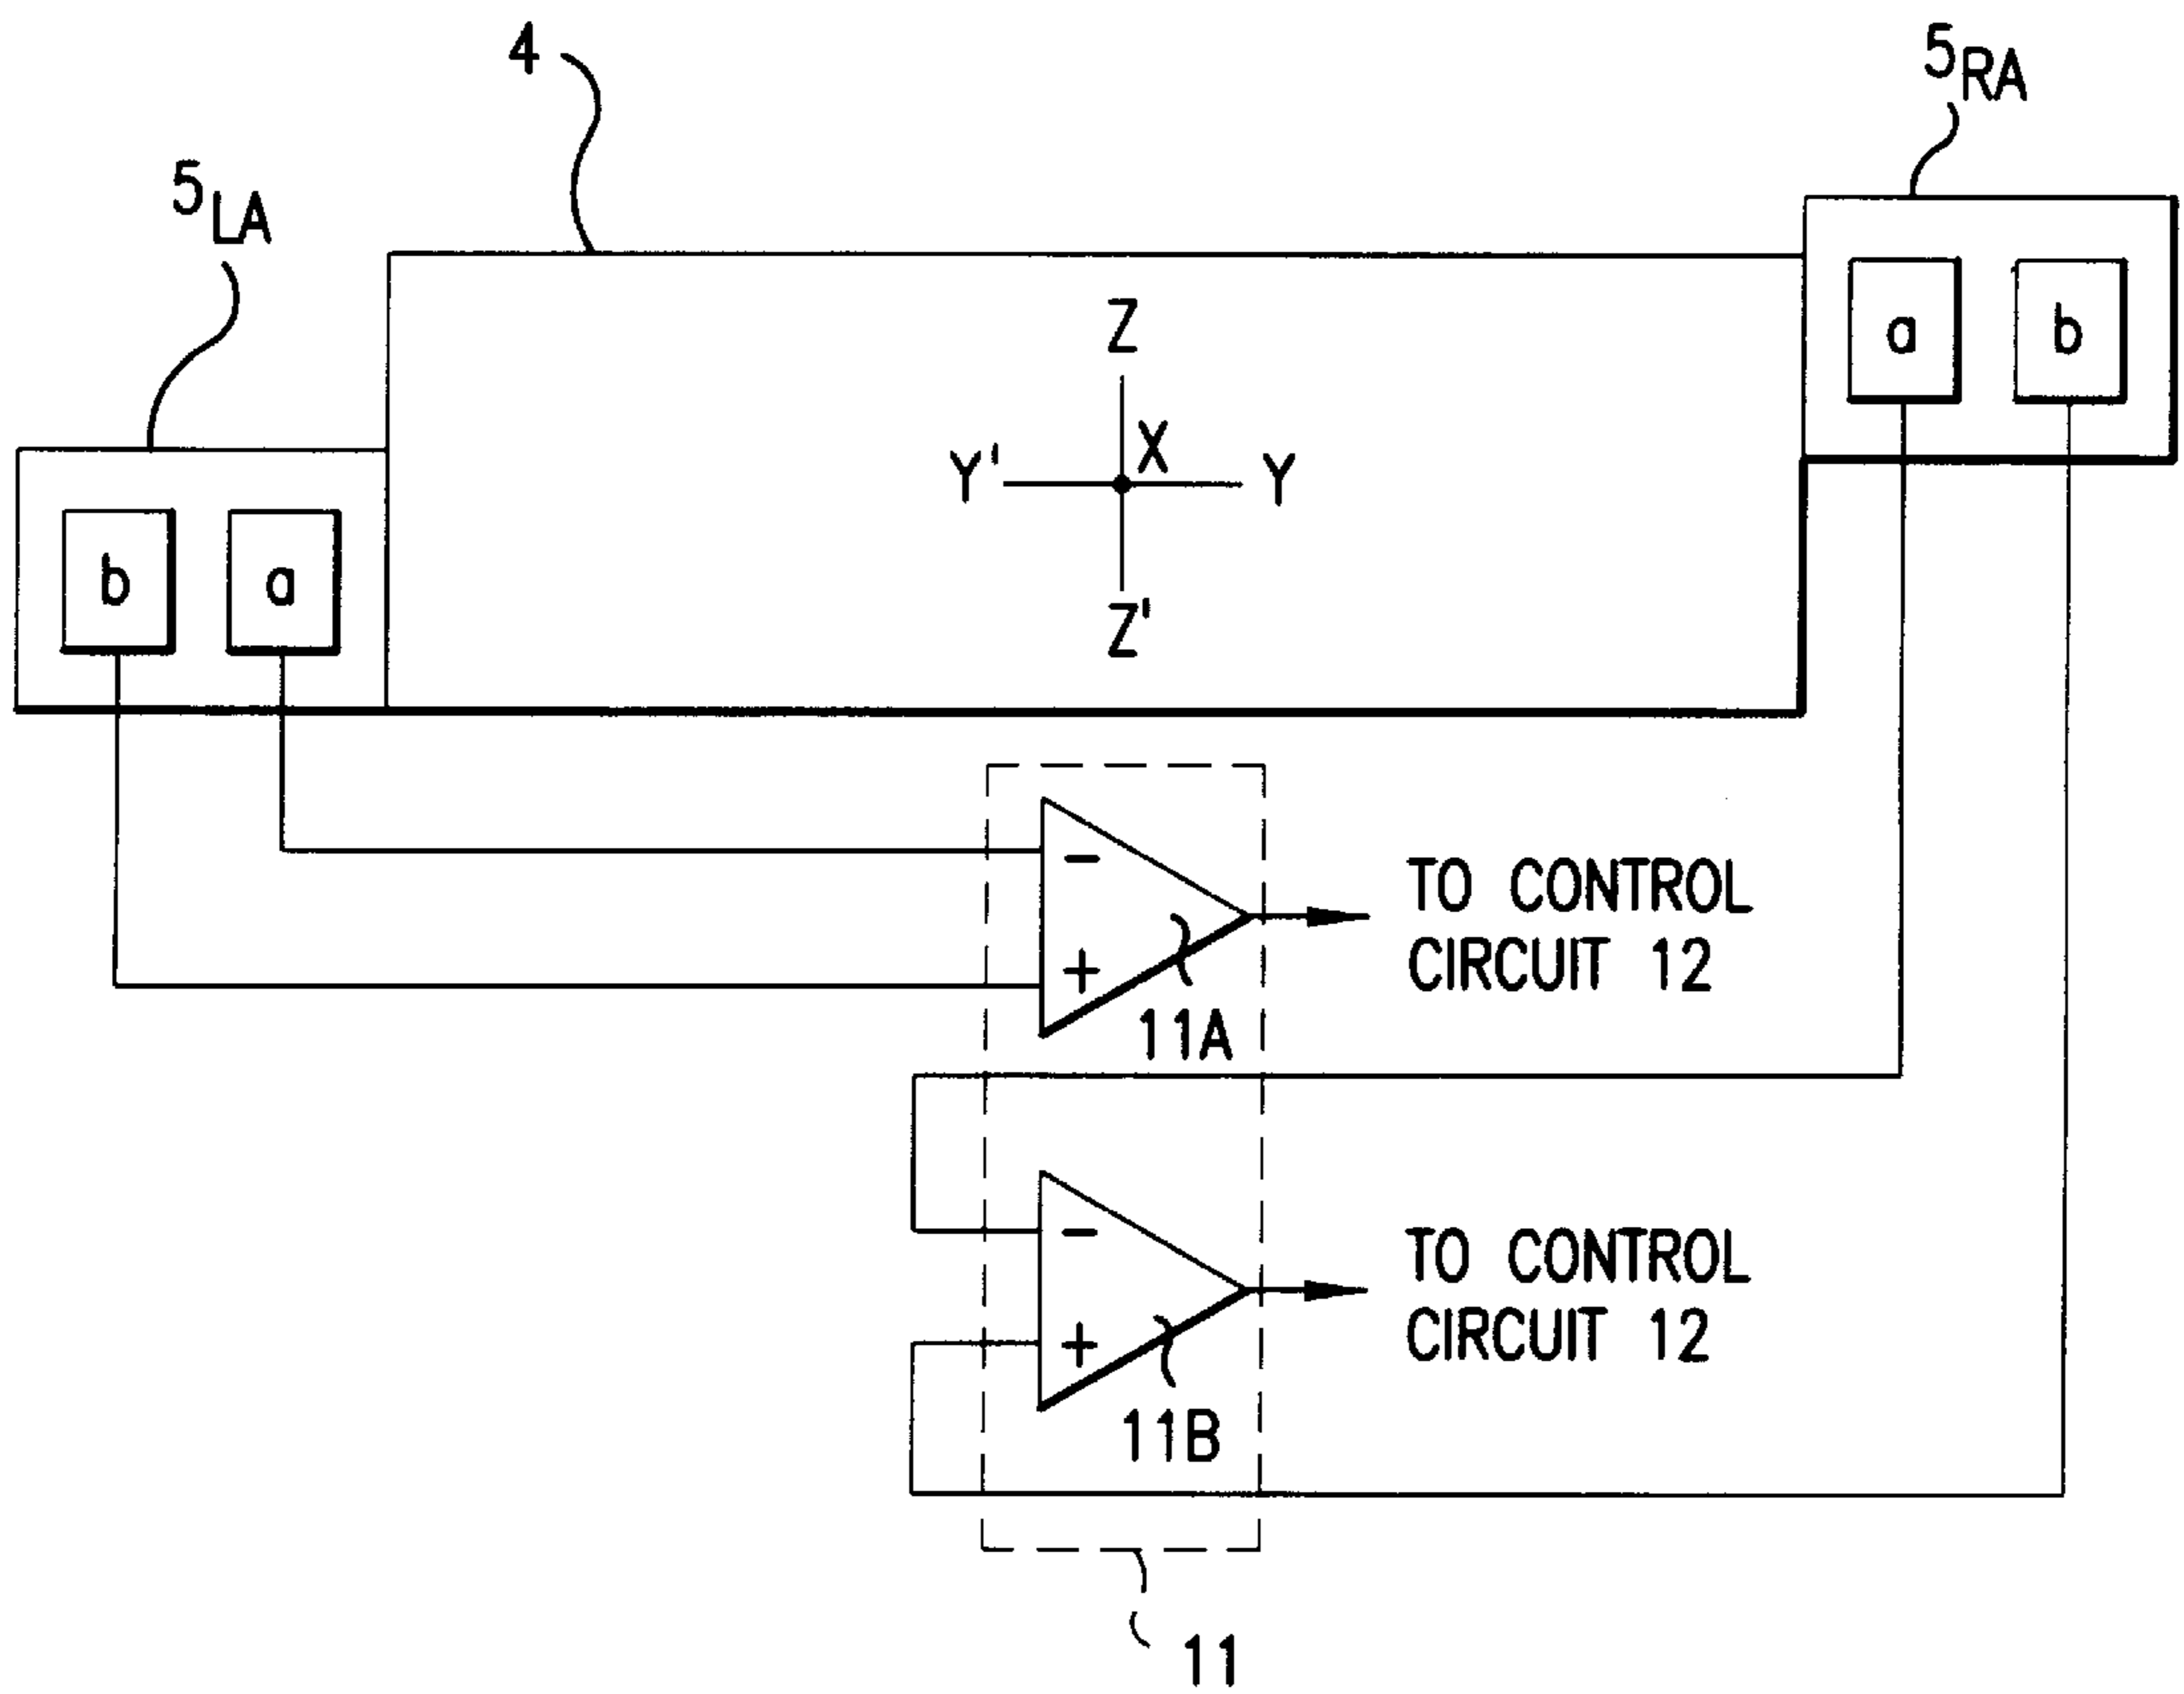 4
5RA
5LA
Z
a b
X
Y' Y
b a
Z'
−
TO CONTROL
CIRCUIT 12
+
11A
−
TO CONTROL
CIRCUIT 12
+
11B
11